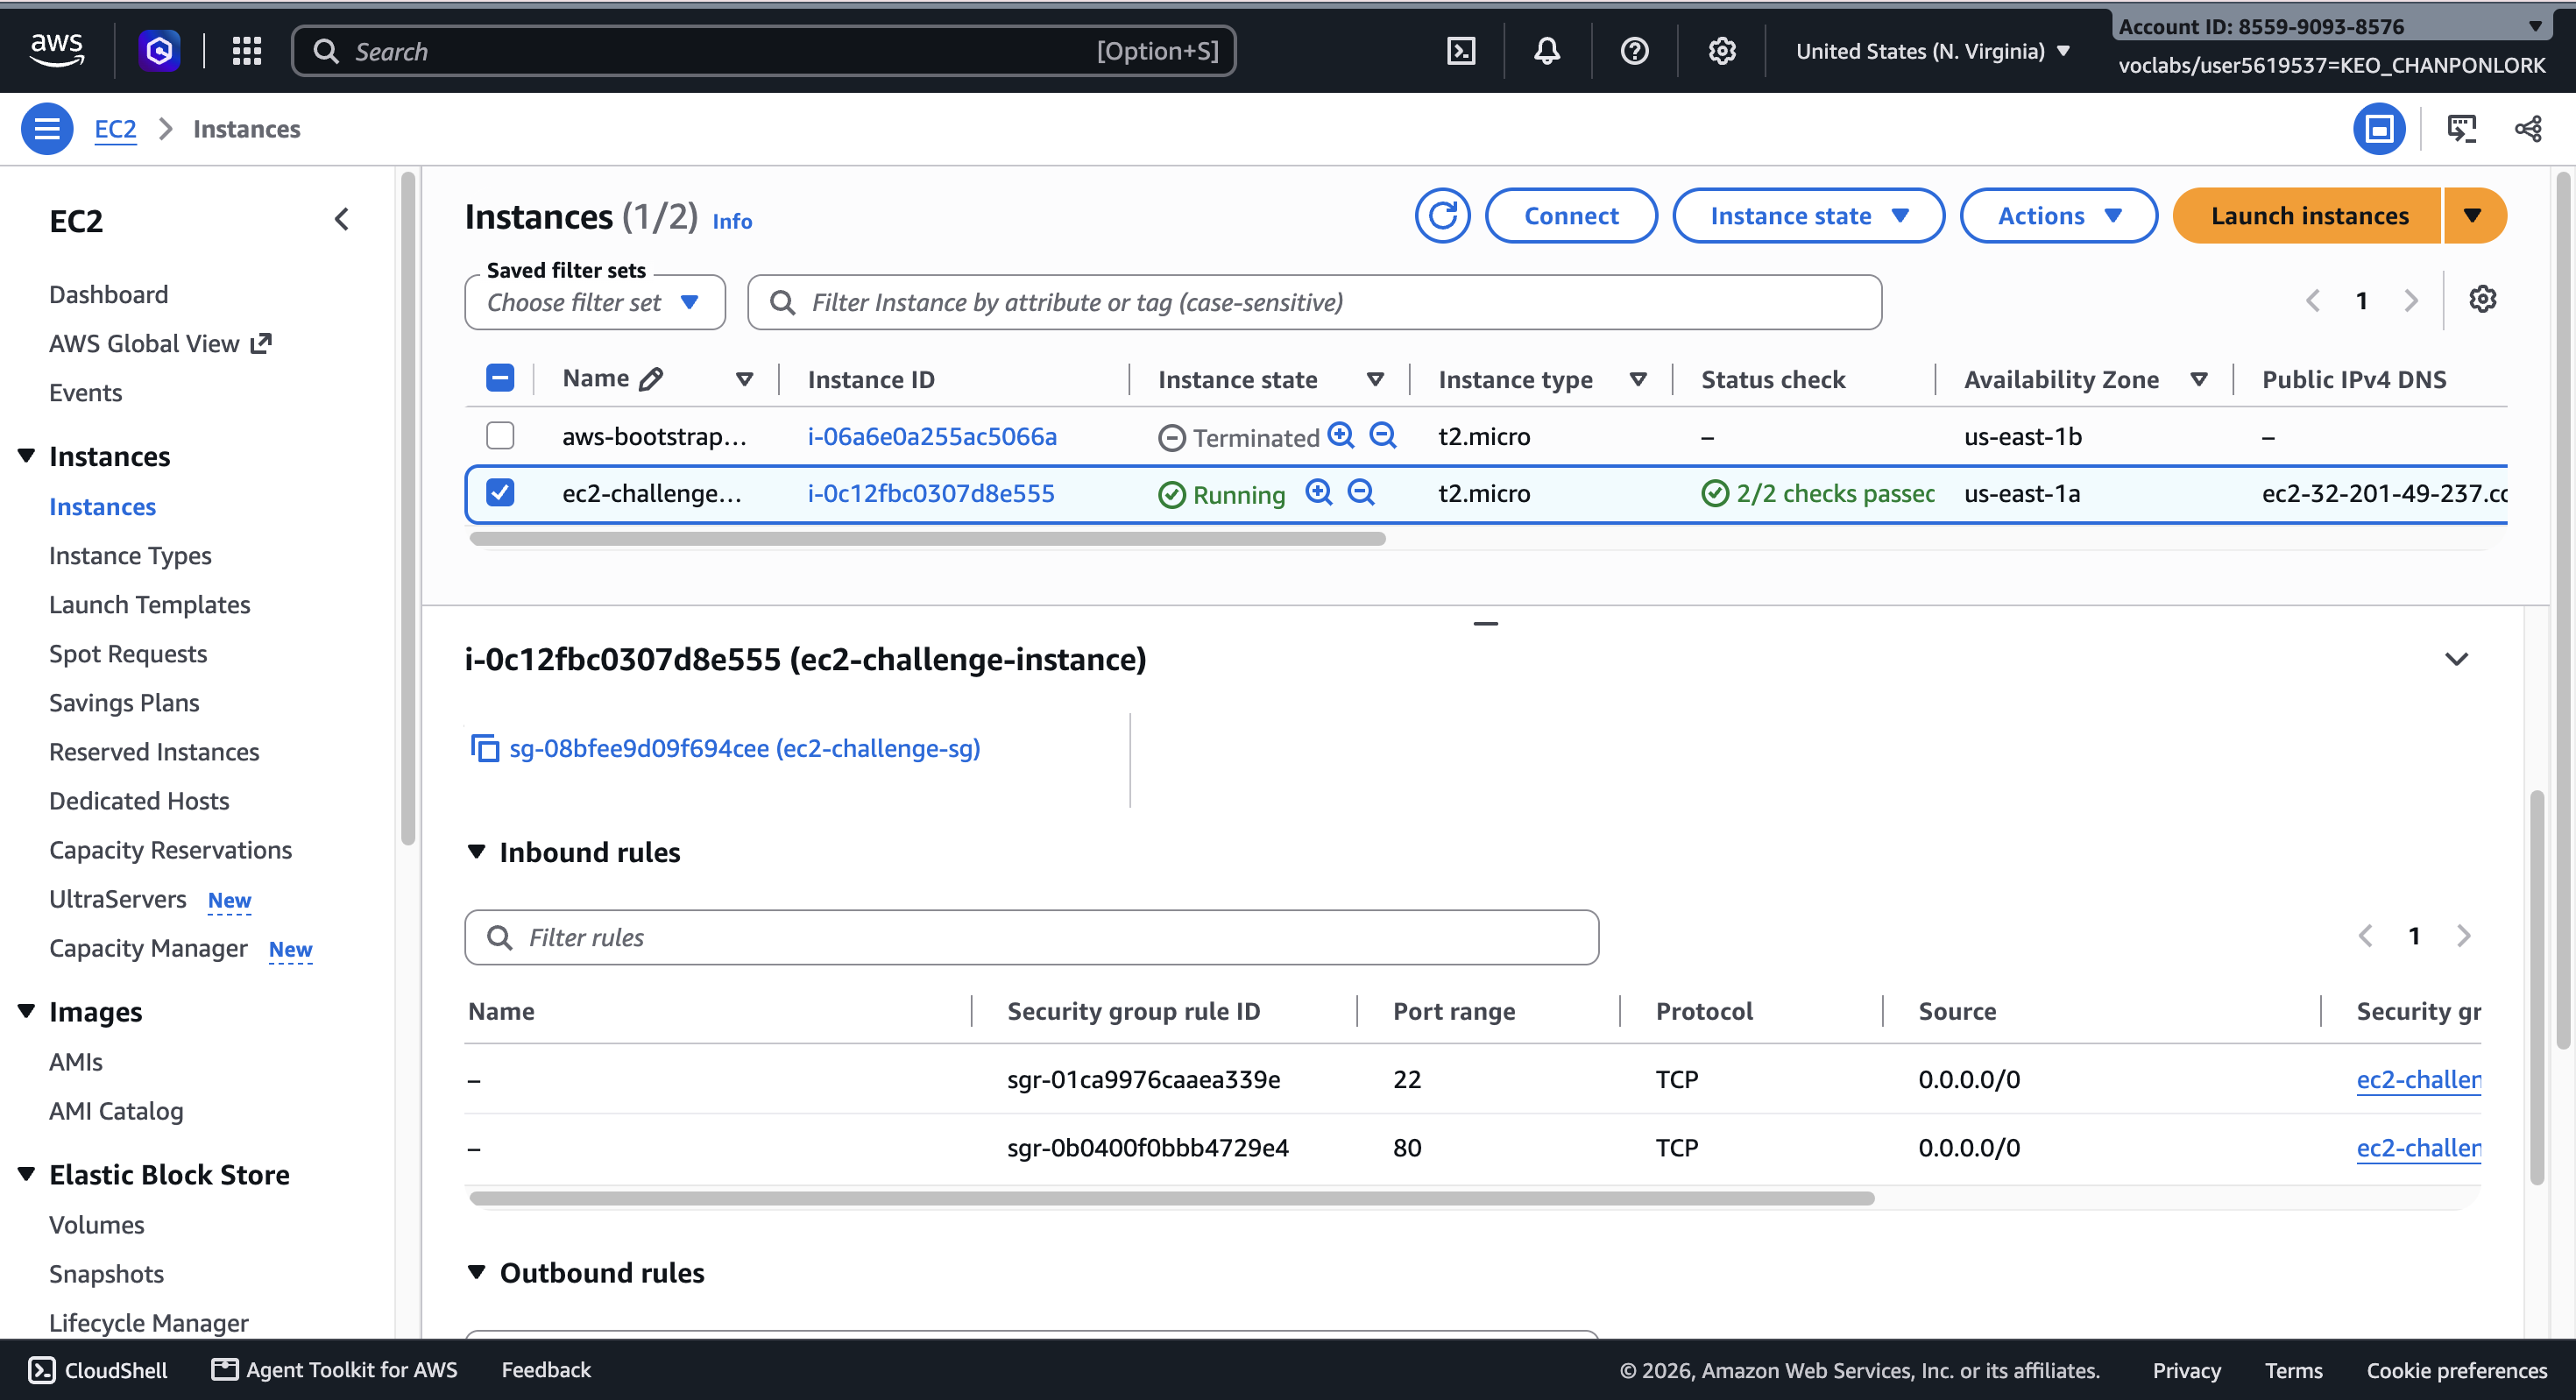 aws
Search [Option+S]
United States (N. Virginia)
Account ID: 8559-9093-8576
voclabs/user5619537=KEO_CHANPONLORK
EC2 Instances
EC2
Dashboard
AWS Global View
Events
Instances
Instances
Instance Types
Launch Templates
Spot Requests
Savings Plans
Reserved Instances
Dedicated Hosts
Capacity Reservations
UltraServers New
Capacity Manager New
Images
AMIs
AMI Catalog
Elastic Block Store
Volumes
Snapshots
Lifecycle Manager
Instances (1/2) Info
Connect
Instance state
Actions
Launch instances
Saved filter sets
Choose filter set
Filter Instance by attribute or tag (case-sensitive)
1
Name Instance ID Instance state Instance type Status check Availability Zone Public IPv4 DNS
aws-bootstrap... i-06a6e0a255ac5066a Terminated t2.micro – us-east-1b –
ec2-challenge... i-0c12fbc0307d8e555 Running t2.micro 2/2 checks passec us-east-1a ec2-32-201-49-237.cc
i-0c12fbc0307d8e555 (ec2-challenge-instance)
sg-08bfee9d09f694cee (ec2-challenge-sg)
Inbound rules
Filter rules
1
Name Security group rule ID Port range Protocol Source Security gr
– sgr-01ca9976caaea339e 22 TCP 0.0.0.0/0 ec2-challen
– sgr-0b0400f0bbb4729e4 80 TCP 0.0.0.0/0 ec2-challen
Outbound rules
CloudShell Agent Toolkit for AWS Feedback
© 2026, Amazon Web Services, Inc. or its affiliates. Privacy Terms Cookie preferences